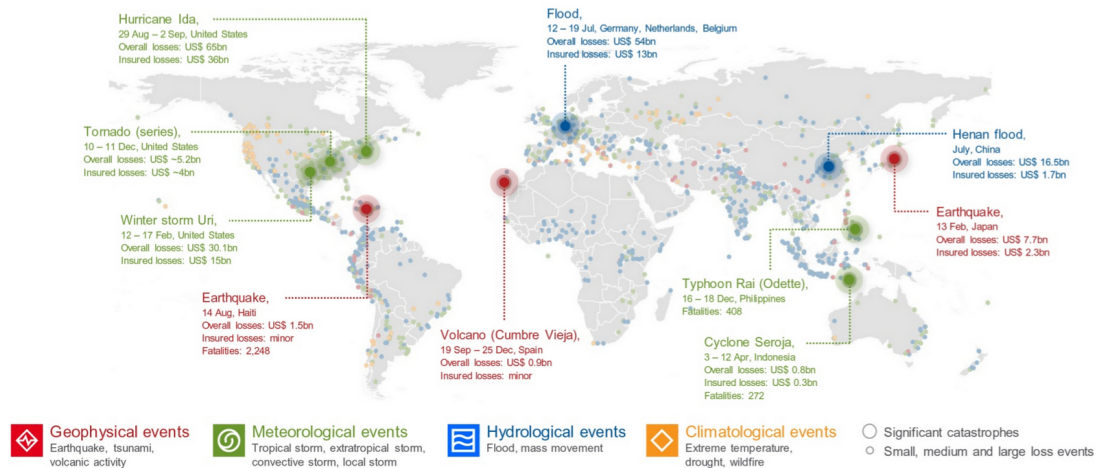 Hurricane Ida,
29 Aug – 2 Sep, United States
Overall losses: US$ 65bn
Insured losses: US$ 36bn
Flood,
12 – 19 Jul, Germany, Netherlands, Belgium
Overall losses: US$ 54bn
Insured losses: US$ 13bn
Tornado (series),
10 – 11 Dec, United States
Overall losses: US$ ~5.2bn
Insured losses: US$ ~4bn
Henan flood,
July, China
Overall losses: US$ 16.5bn
Insured losses: US$ 1.7bn
Winter storm Uri,
12 – 17 Feb, United States
Overall losses: US$ 30.1bn
Insured losses: US$ 15bn
Earthquake,
13 Feb, Japan
Overall losses: US$ 7.7bn
Insured losses: US$ 2.3bn
Earthquake,
14 Aug, Haiti
Overall losses: US$ 1.5bn
Insured losses: minor
Fatalities: 2,248
Volcano (Cumbre Vieja),
19 Sep – 25 Dec, Spain
Overall losses: US$ 0.9bn
Insured losses: minor
Typhoon Rai (Odette),
16 – 18 Dec, Philippines
Fatalities: 408
Cyclone Seroja,
3 – 12 Apr, Indonesia
Overall losses: US$ 0.8bn
Insured losses: US$ 0.3bn
Fatalities: 272
Geophysical events
Earthquake, tsunami,
volcanic activity
Meteorological events
Tropical storm, extratropical storm,
convective storm, local storm
Hydrological events
Flood, mass movement
Climatological events
Extreme temperature,
drought, wildfire
Significant catastrophes
Small, medium and large loss events